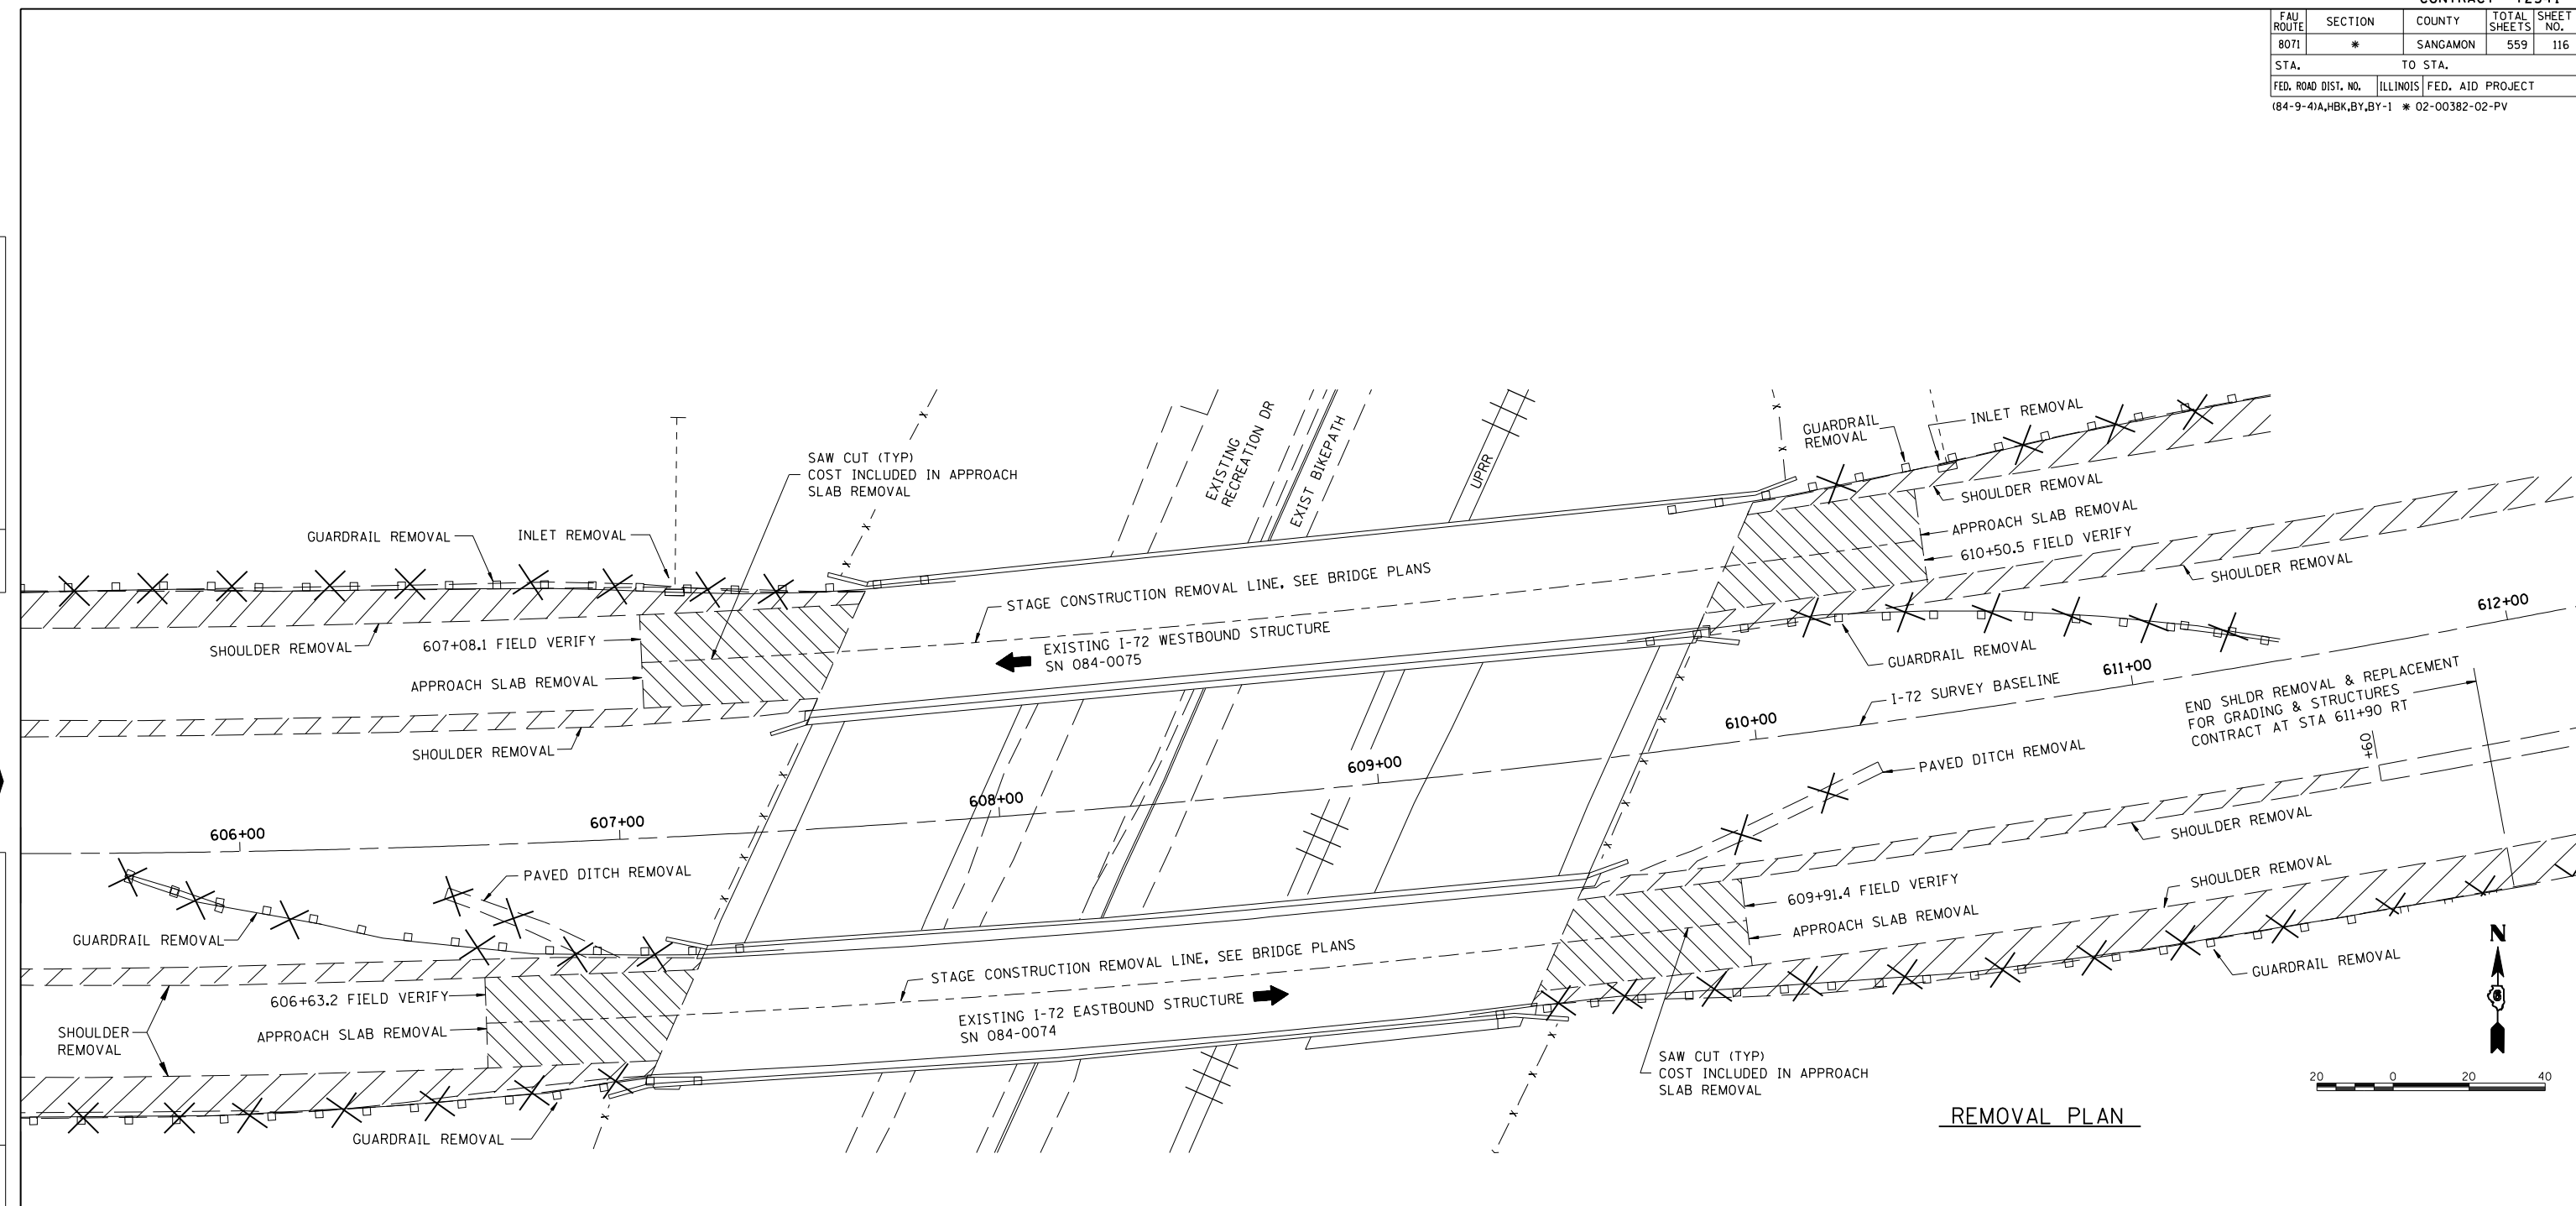 FAU ROUTE SECTION COUNTY TOTAL SHEETS SHEET NO.
8071 * SANGAMON 559 116
STA. TO STA.
FED. ROAD DIST. NO. ILLINOIS FED. AID PROJECT
(84-9-4)A,HBK,BY,BY-1 * 02-00382-02-PV
EXISTING
RECREATION DR
EXIST BIKEPATH
UPRR
GUARDRAIL
REMOVAL
INLET REMOVAL
SAW CUT (TYP)
COST INCLUDED IN APPROACH
SLAB REMOVAL
SHOULDER REMOVAL
APPROACH SLAB REMOVAL
610+50.5 FIELD VERIFY
SHOULDER REMOVAL
GUARDRAIL REMOVAL
INLET REMOVAL
STAGE CONSTRUCTION REMOVAL LINE, SEE BRIDGE PLANS
SHOULDER REMOVAL
607+08.1 FIELD VERIFY
EXISTING I-72 WESTBOUND STRUCTURE
SN 084-0075
APPROACH SLAB REMOVAL
GUARDRAIL REMOVAL
612+00
611+00
I-72 SURVEY BASELINE
END SHLDR REMOVAL & REPLACEMENT
FOR GRADING & STRUCTURES
CONTRACT AT STA 611+90 RT
+60
SHOULDER REMOVAL
610+00
609+00
608+00
607+00
606+00
PAVED DITCH REMOVAL
SHOULDER REMOVAL
PAVED DITCH REMOVAL
SHOULDER REMOVAL
609+91.4 FIELD VERIFY
APPROACH SLAB REMOVAL
GUARDRAIL REMOVAL
STAGE CONSTRUCTION REMOVAL LINE, SEE BRIDGE PLANS
GUARDRAIL REMOVAL
606+63.2 FIELD VERIFY
EXISTING I-72 EASTBOUND STRUCTURE
SN 084-0074
SHOULDER
REMOVAL
APPROACH SLAB REMOVAL
SAW CUT (TYP)
COST INCLUDED IN APPROACH
SLAB REMOVAL
GUARDRAIL REMOVAL
N
20 0 20 40
REMOVAL PLAN